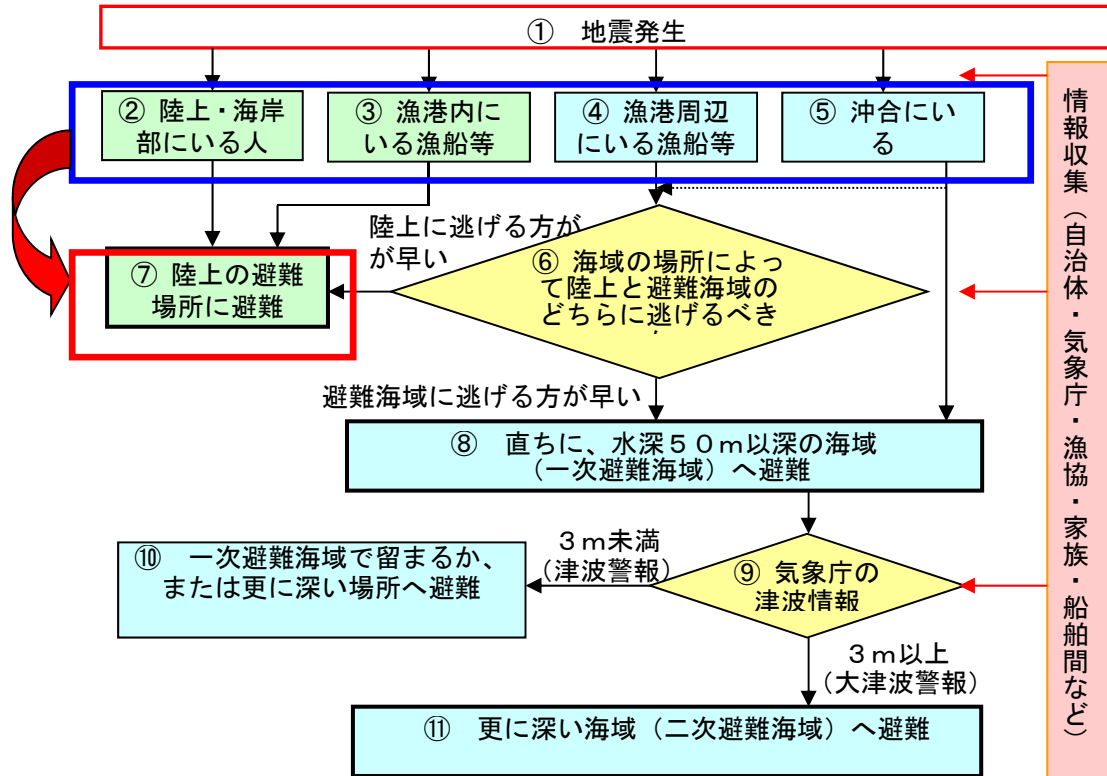 ① 地震発生
② 陸上・海岸
部にいる人
③ 漁港内に
いる漁船等
④ 漁港周辺
にいる漁船等
⑤ 沖合にい
る
陸上に逃げる方が
が早い
⑥ 海域の場所によっ
て陸上と避難海域の
どちらに逃げるべき
⑦ 陸上の避難
場所に避難
避難海域に逃げる方が早い
⑧ 直ちに、水深50m以深の海域
(一次避難海域)へ避難
3m未満
(津波警報)
⑨ 気象庁の
津波情報
⑩ 一次避難海域で留まるか、
または更に深い場所へ避難
3m以上
(大津波警報)
⑪ 更に深い海域(二次避難海域)へ避難
情報収集(自治体・気象庁・漁協・家族・船舶間など)